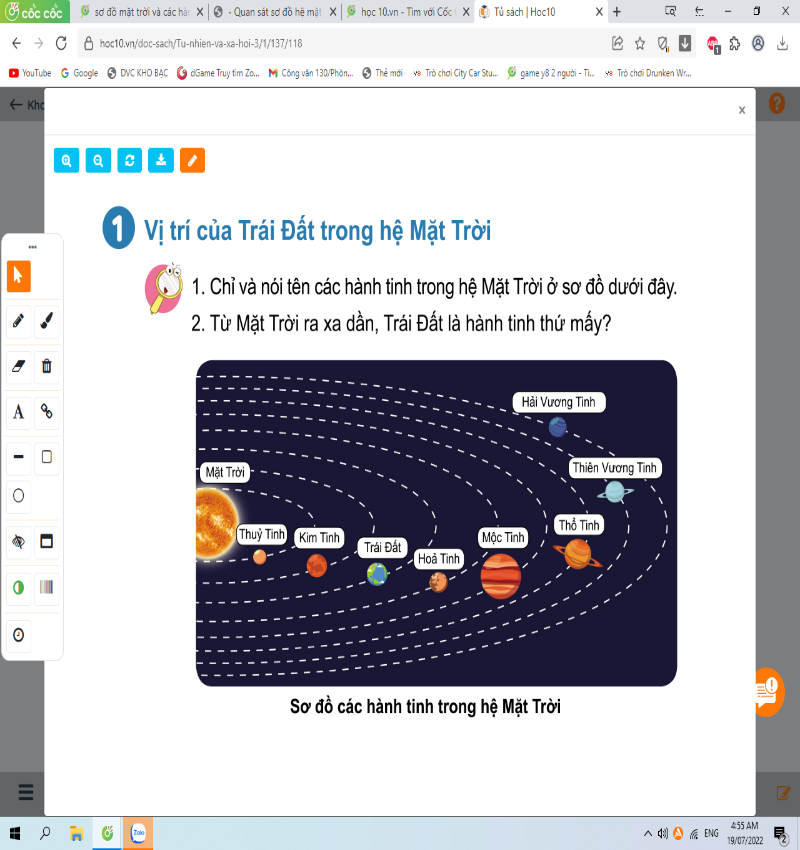 cốc cốc
sơ đồ mặt trời và các hà
- Quan sát sơ đồ hệ mặt
học 10.vn - Tìm với Cốc
Tủ sách | Hoc10
hoc10.vn/doc-sach/Tu-nhien-va-xa-hoi-3/1/137/118
YouTube
Google
DVC KHO BAC
dGame Truy tìm Zo...
Công văn 130/Phòn...
Thẻ mới
Trò chơi City Car Stu...
game y8 2 người - Ti...
Trò chơi Drunken Wr...
Kho
x
1 Vị trí của Trái Đất trong hệ Mặt Trời
1. Chỉ và nói tên các hành tinh trong hệ Mặt Trời ở sơ đồ dưới đây.
2. Từ Mặt Trời ra xa dần, Trái Đất là hành tinh thứ mấy?
Hải Vương Tinh
Thiên Vương Tinh
Mặt Trời
Thổ Tinh
Thuỷ Tinh
Kim Tinh
Mộc Tinh
Trái Đất
Hoả Tinh
Sơ đồ các hành tinh trong hệ Mặt Trời
Zalo
ENG
4:55 AM
19/07/2022
2